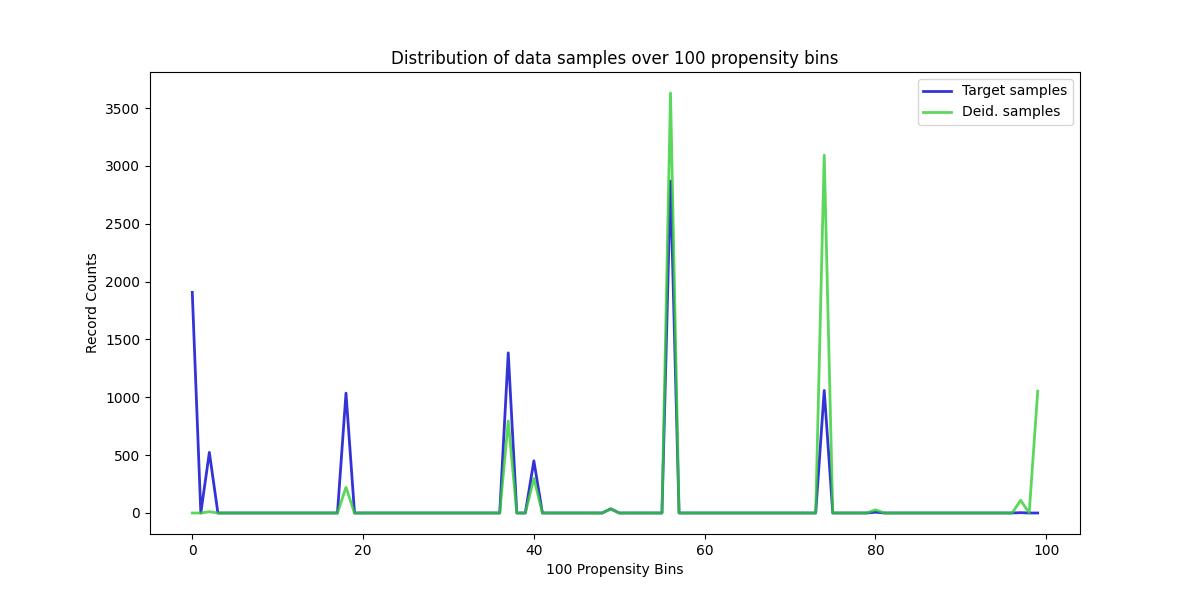 Distribution of data samples over 100 propensity bins
Target samples
Deid. samples
Record Counts
3500
3000
2500
2000
1500
1000
500
0
0 20 40 60 80 100
100 Propensity Bins